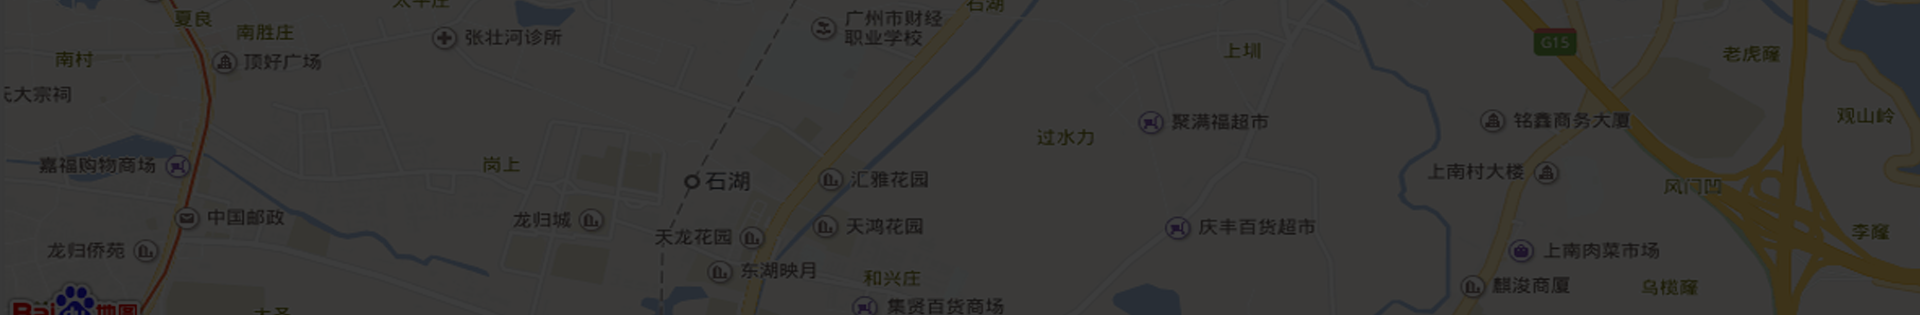 夏良
石湖
广州市财经
职业学校
南胜庄
张壮河诊所
G15
上圳
老虎窿
南村
顶好广场
氏大宗祠
观山岭
聚满福超市
铭鑫商务大厦
过水力
嘉福购物商场
岗上
上南村大楼
石湖
汇雅花园
风门凹
中国邮政
龙归城
天鸿花园
庆丰百货超市
李窿
天龙花园
龙归侨苑
上南肉菜市场
东湖映月
和兴庄
麒浚商厦
乌榄窿
集贤百货商场
Bai 地图